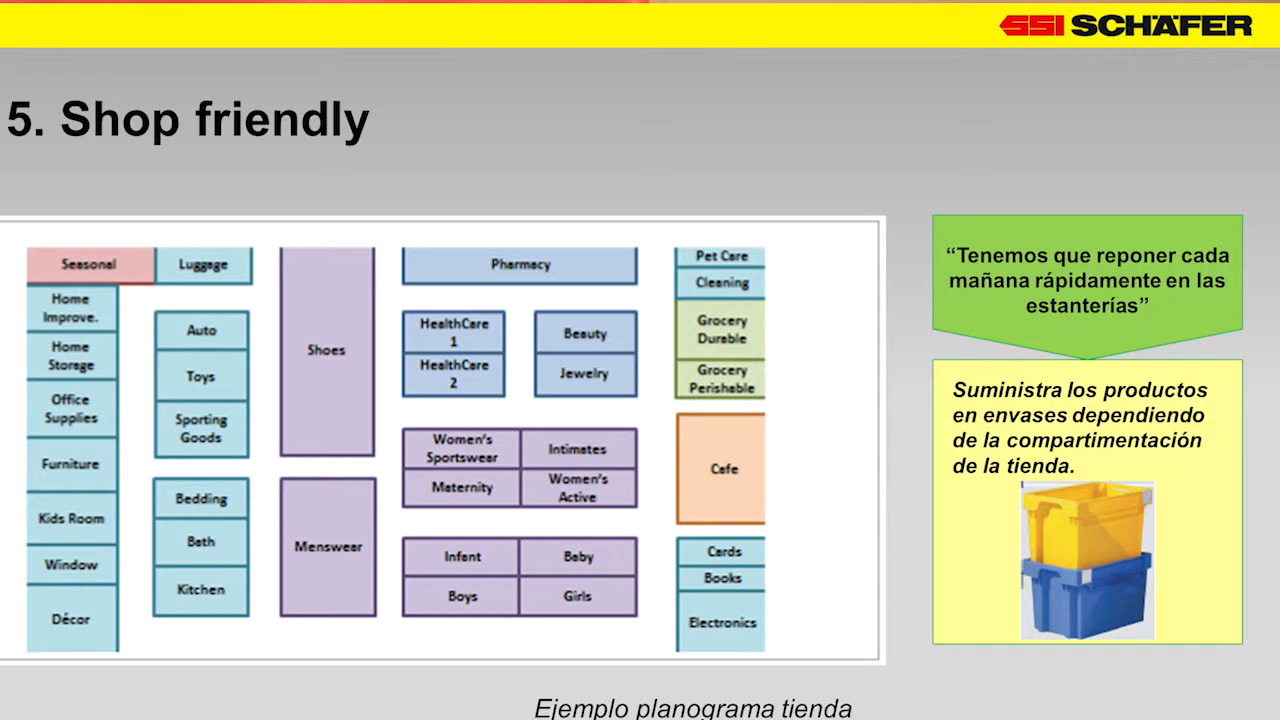 SSI SCHÄFER
5. Shop friendly
Seasonal
Luggage
Home
Improve.
Home
Storage
Office
Supplies
Furniture
Kids Room
Window
Décor
Auto
Toys
Sporting
Goods
Bedding
Bath
Kitchen
Shoes
Menswear
Pharmacy
HealthCare
1
HealthCare
2
Beauty
Jewelry
Women's
Sportswear
Intimates
Maternity
Women's
Active
Infant
Baby
Boys
Girls
Pet Care
Cleaning
Grocery
Durable
Grocery
Perishable
Cafe
Cards
Books
Electronics
“Tenemos que reponer cada
mañana rápidamente en las
estanterías”
Suministra los productos
en envases dependiendo
de la compartimentación
de la tienda.
Ejemplo planograma tienda